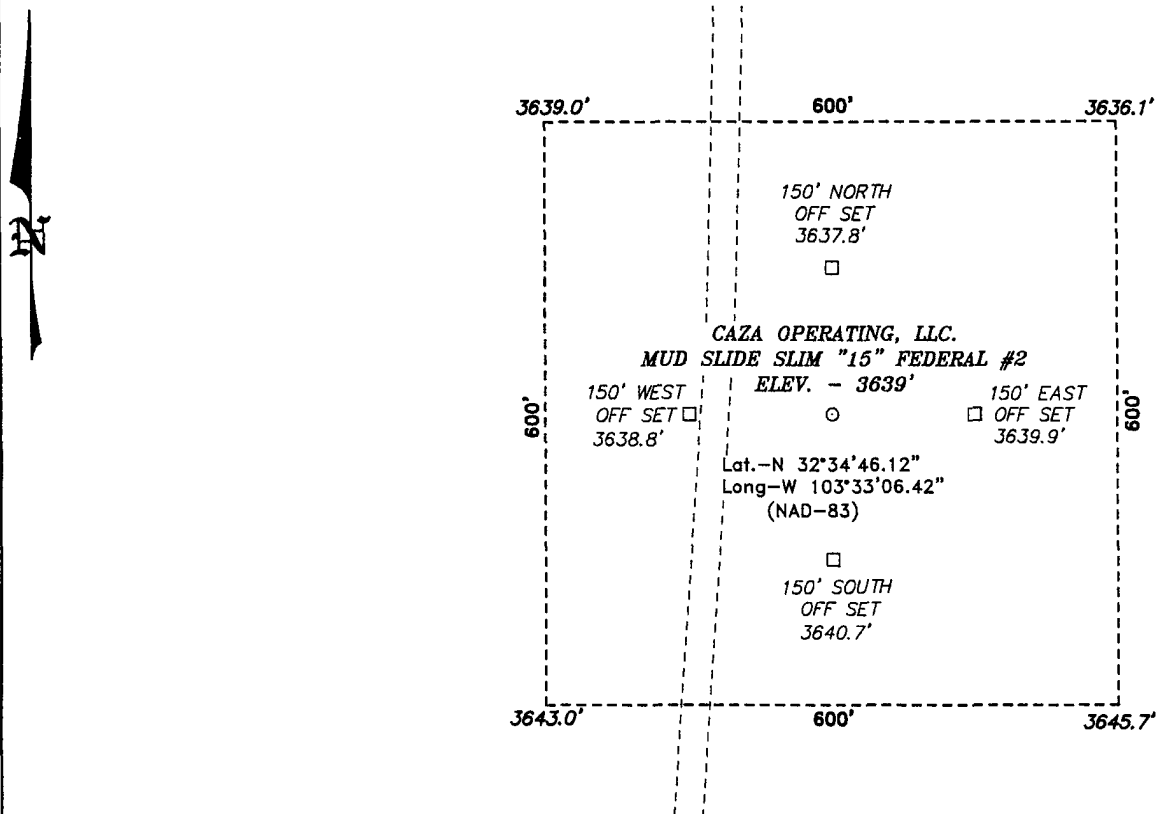 3639.0'
600'
3636.1'
150' NORTH
OFF SET
3637.8'
CAZA OPERATING, LLC.
MUD SLIDE SLIM "15" FEDERAL #2
ELEV. - 3639'
150' WEST
OFF SET
3638.8'
150' EAST
OFF SET
3639.9'
600'
600'
Lat.-N 32°34'46.12"
Long-W 103°33'06.42"
(NAD-83)
150' SOUTH
OFF SET
3640.7'
3643.0'
600'
3645.7'